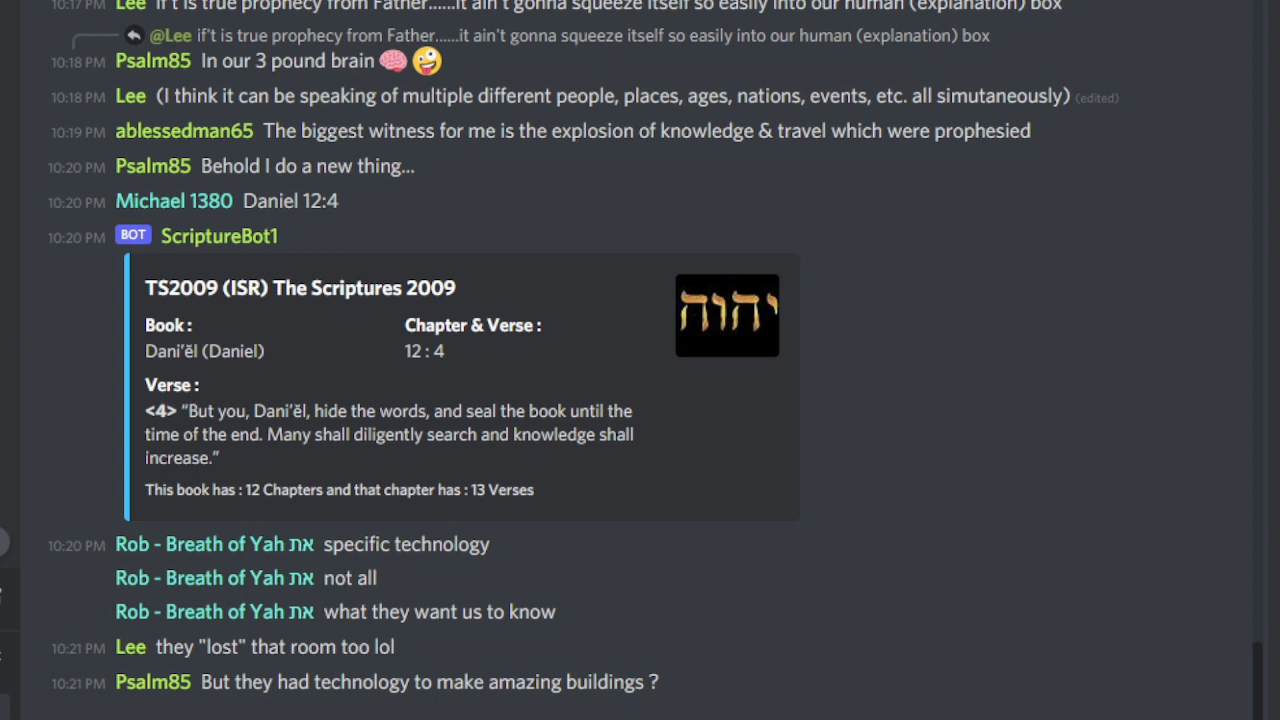 10:17 PM Lee if't is true prophecy from Father......it ain't gonna squeeze itself so easily into our human (explanation) box
@Lee if't is true prophecy from Father......it ain't gonna squeeze itself so easily into our human (explanation) box
10:18 PM Psalm85 In our 3 pound brain 🧠 🤪
10:18 PM Lee (I think it can be speaking of multiple different people, places, ages, nations, events, etc. all simutaneously) (edited)
10:19 PM ablessedman65 The biggest witness for me is the explosion of knowledge & travel which were prophesied
10:20 PM Psalm85 Behold I do a new thing...
10:20 PM Michael 1380 Daniel 12:4
10:20 PM BOT ScriptureBot1
TS2009 (ISR) The Scriptures 2009
יהוה
Book : Chapter & Verse :
Dani'ěl (Daniel) 12 : 4
Verse :
<4> “But you, Dani’ěl, hide the words, and seal the book until the
time of the end. Many shall diligently search and knowledge shall
increase.”
This book has : 12 Chapters and that chapter has : 13 Verses
10:20 PM Rob - Breath of Yah את specific technology
Rob - Breath of Yah את not all
Rob - Breath of Yah את what they want us to know
10:21 PM Lee they "lost" that room too lol
10:21 PM Psalm85 But they had technology to make amazing buildings ?